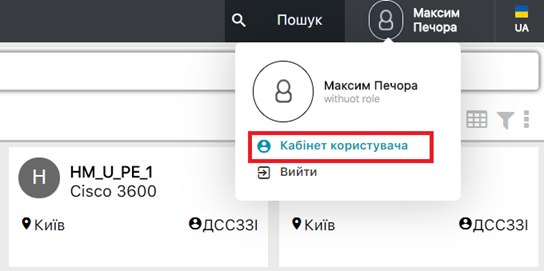 Пошук
Максим
Печора
UA
Максим Печора
withuot role
Кабінет користувача
Вийти
H
HM_U_PE_1
Cisco 3600
Київ
ДССЗЗІ
Київ
ДССЗЗІ